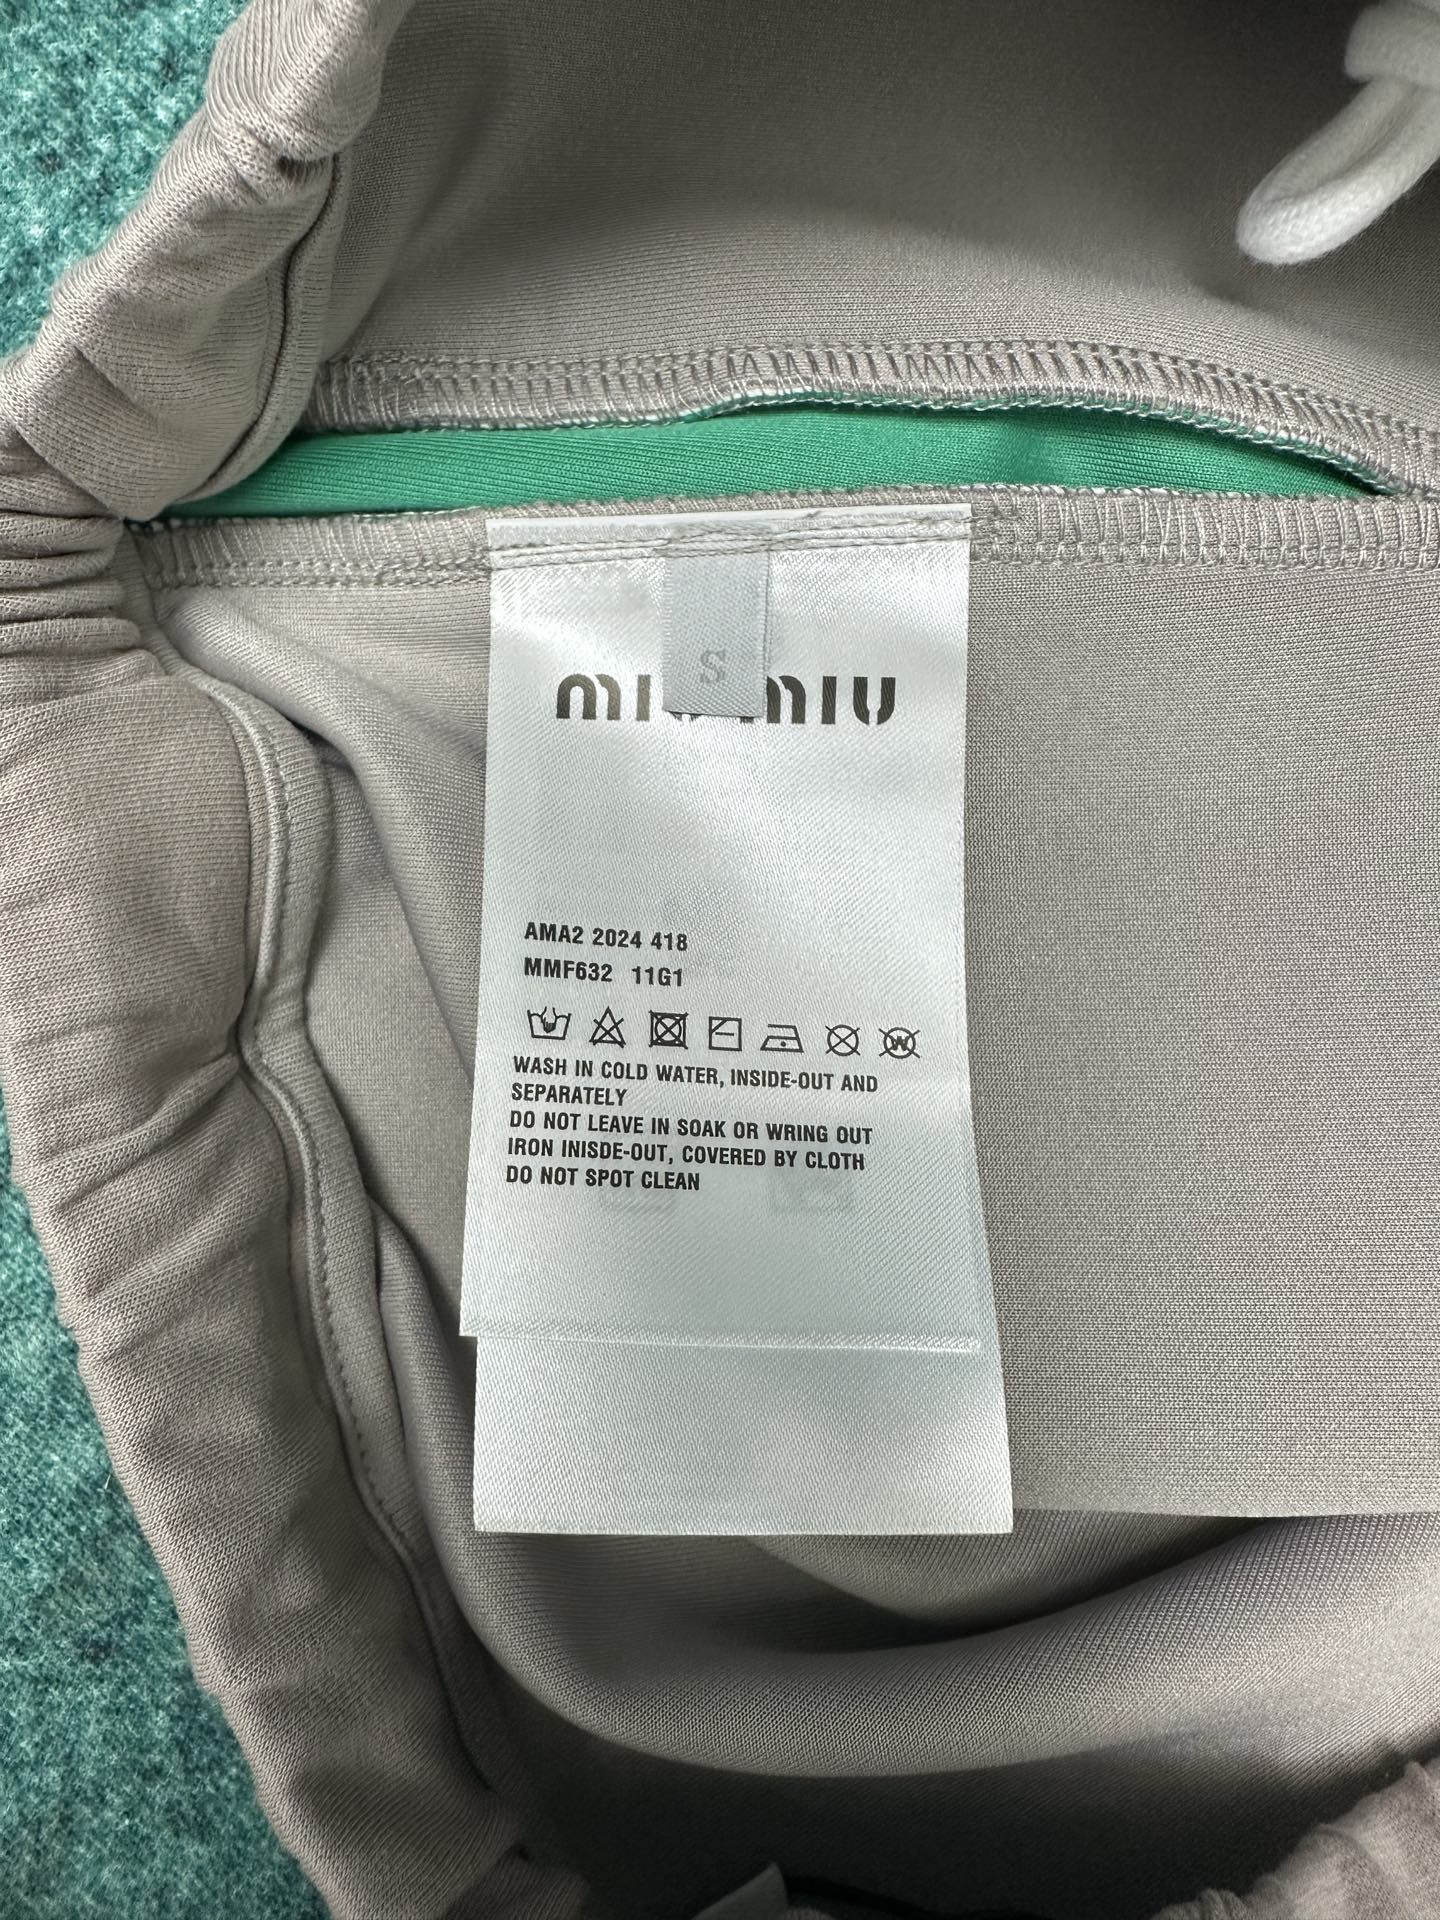 S
miu miu
AMA2 2024 418
MMF632 11G1
W
WASH IN COLD WATER, INSIDE-OUT AND
SEPARATELY
DO NOT LEAVE IN SOAK OR WRING OUT
IRON INISDE-OUT, COVERED BY CLOTH
DO NOT SPOT CLEAN